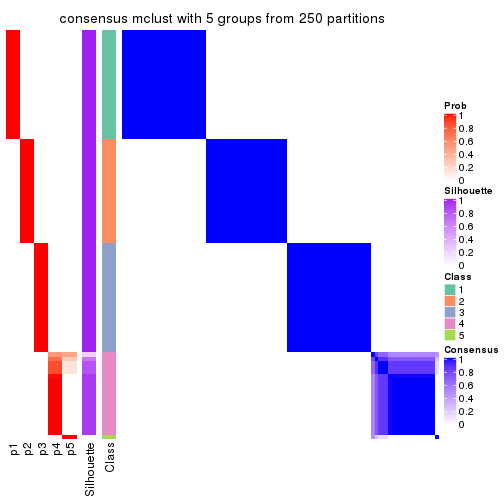 consensus mclust with 5 groups from 250 partitions
Prob
1
0.8
0.6
0.4
0.2
0
Silhouette
1
0.8
0.6
0.4
0.2
0
Class
1
2
3
4
5
Consensus
1
0.8
0.6
0.4
0.2
0
p1
p2
p3
p4
p5
Silhouette
Class